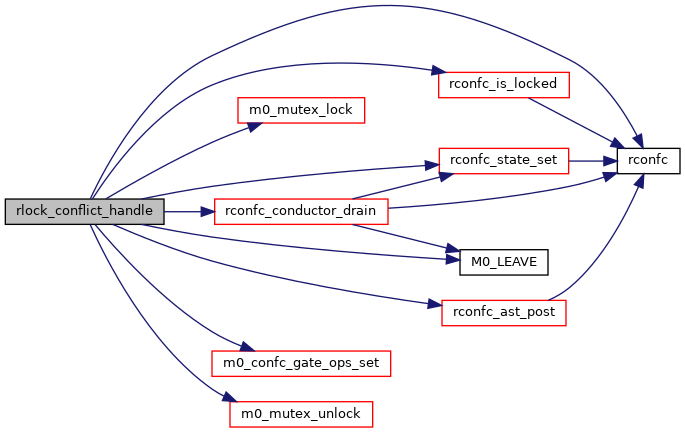 rconfc_is_locked
m0_mutex_lock
rconfc_state_set
rconfc
rlock_conflict_handle
rconfc_conductor_drain
M0_LEAVE
rconfc_ast_post
m0_confc_gate_ops_set
m0_mutex_unlock